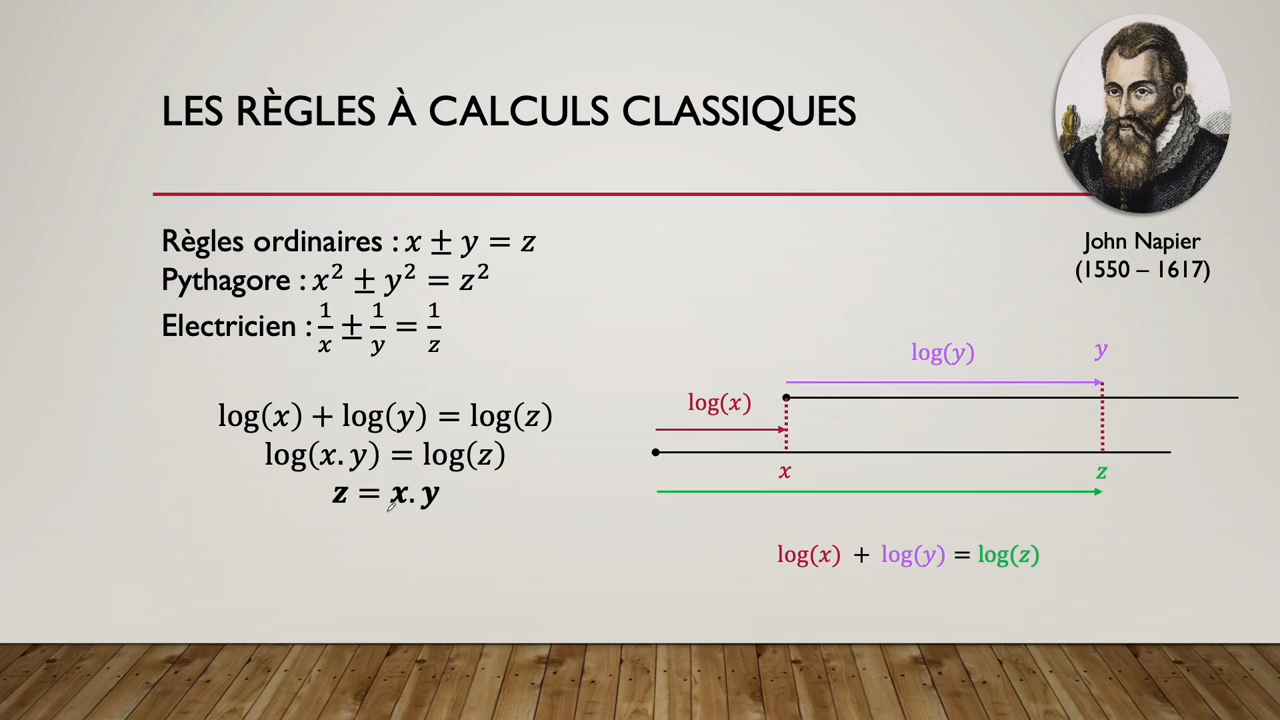 LES RÈGLES À CALCULS CLASSIQUES
John Napier
(1550 – 1617)
Règles ordinaires : x ± y = z
Pythagore : x² ± y² = z²
Electricien : 1/x ± 1/y = 1/z
log(x) + log(y) = log(z)
log(x. y) = log(z)
z = x. y
log(y) y
log(x)
x z
log(x) + log(y) = log(z)